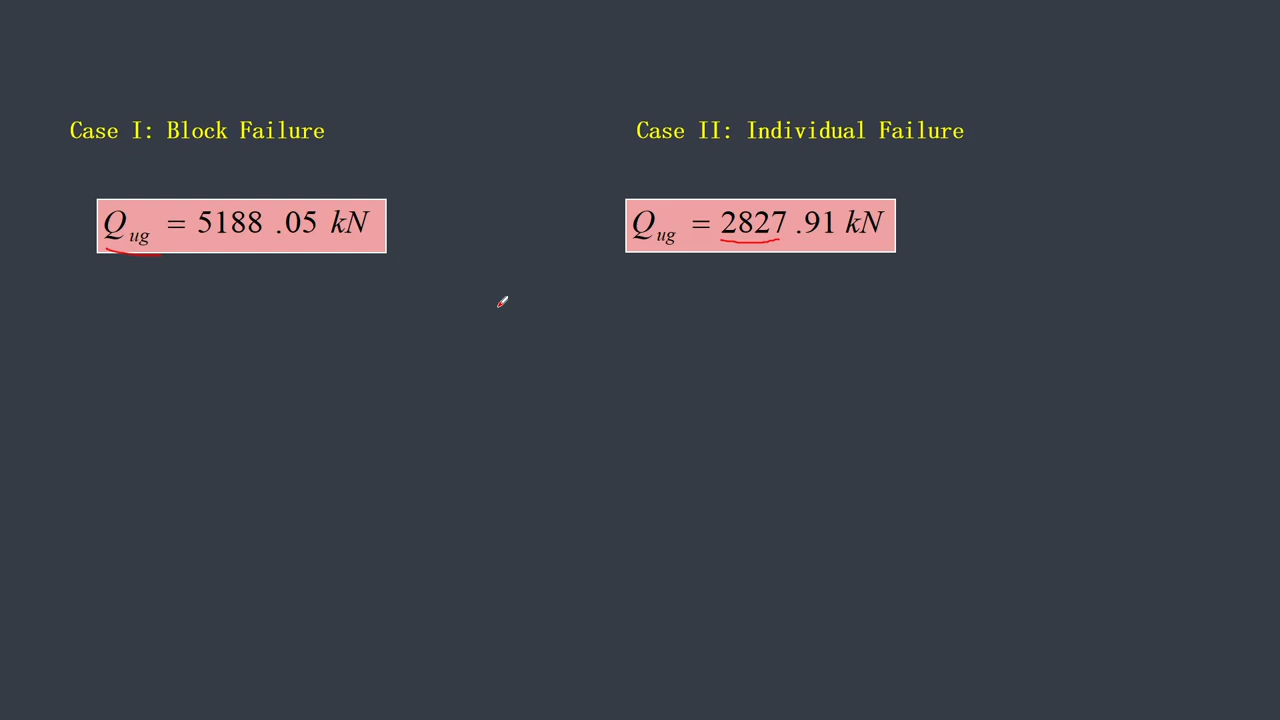 Case I: Block Failure
Case II: Individual Failure
Q_ug = 5188 .05 kN
Q_ug = 2827 .91 kN